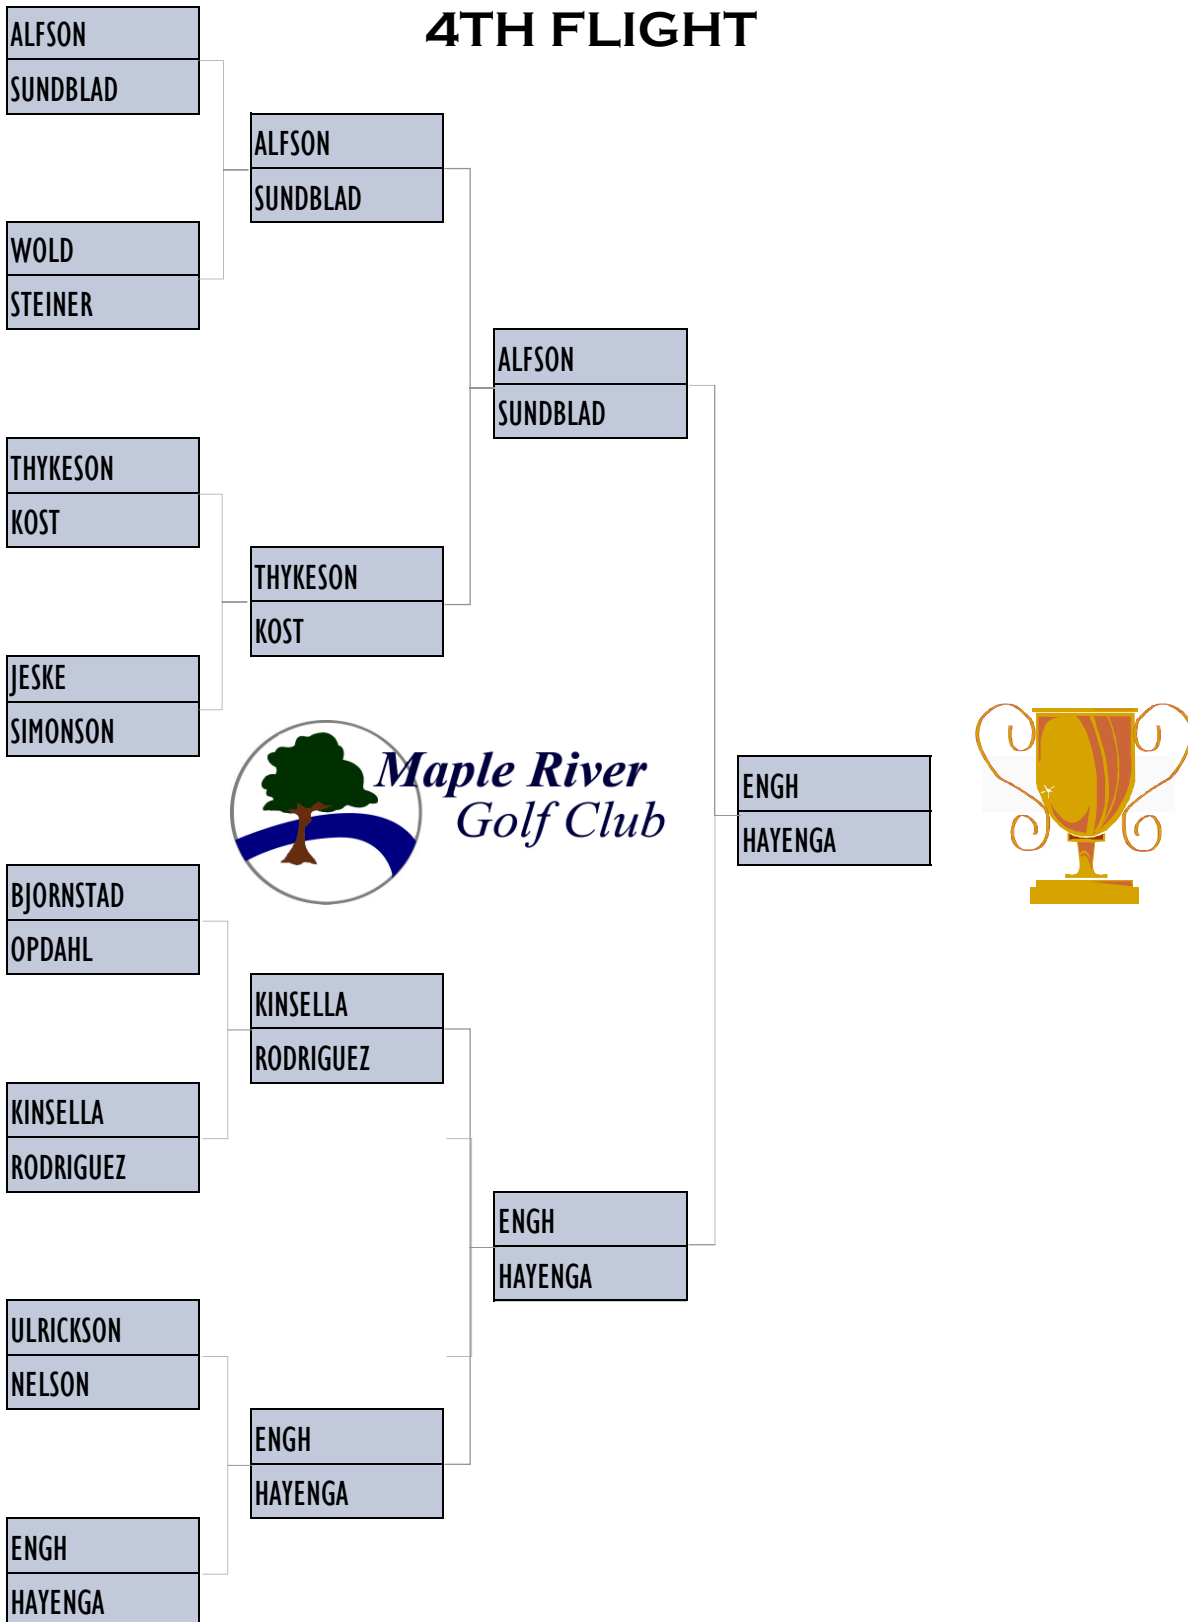 4TH FLIGHT
ALFSON
SUNDBLAD
ALFSON
SUNDBLAD
WOLD
STEINER
ALFSON
SUNDBLAD
THYKESON
KOST
THYKESON
KOST
JESKE
SIMONSON
Maple River
Golf Club
ENGH
HAYENGA
BJORNSTAD
OPDAHL
KINSELLA
RODRIGUEZ
KINSELLA
RODRIGUEZ
ENGH
HAYENGA
ULRICKSON
NELSON
ENGH
HAYENGA
ENGH
HAYENGA